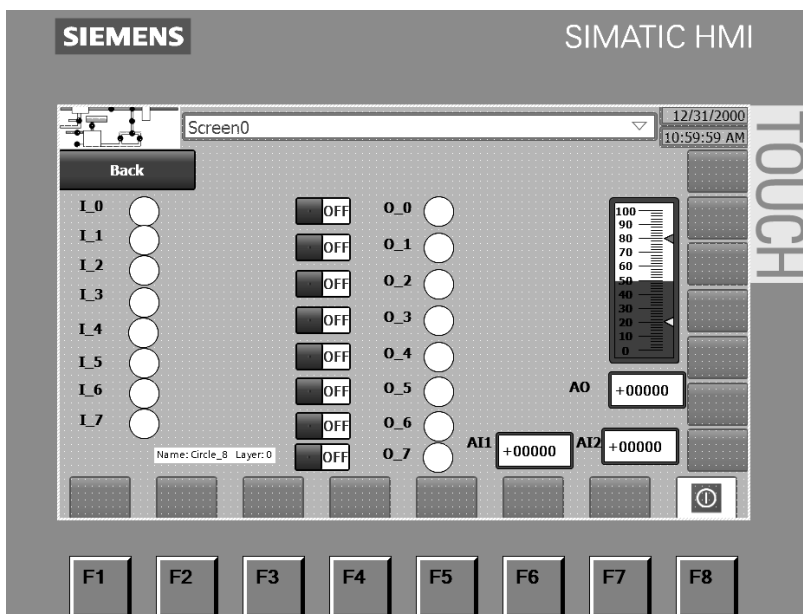 SIEMENS
SIMATIC HMI
TOUCH
Screen0
12/31/2000
10:59:59 AM
Back
I_0
OFF
O_0
I_1
OFF
O_1
I_2
OFF
O_2
I_3
OFF
O_3
I_4
OFF
O_4
I_5
OFF
O_5
I_6
OFF
O_6
I_7
OFF
O_7
100
90
80
70
60
50
40
30
20
10
0
AO
+00000
AI1
+00000
AI2
+00000
Name: Circle_8 Layer: 0
F1
F2
F3
F4
F5
F6
F7
F8